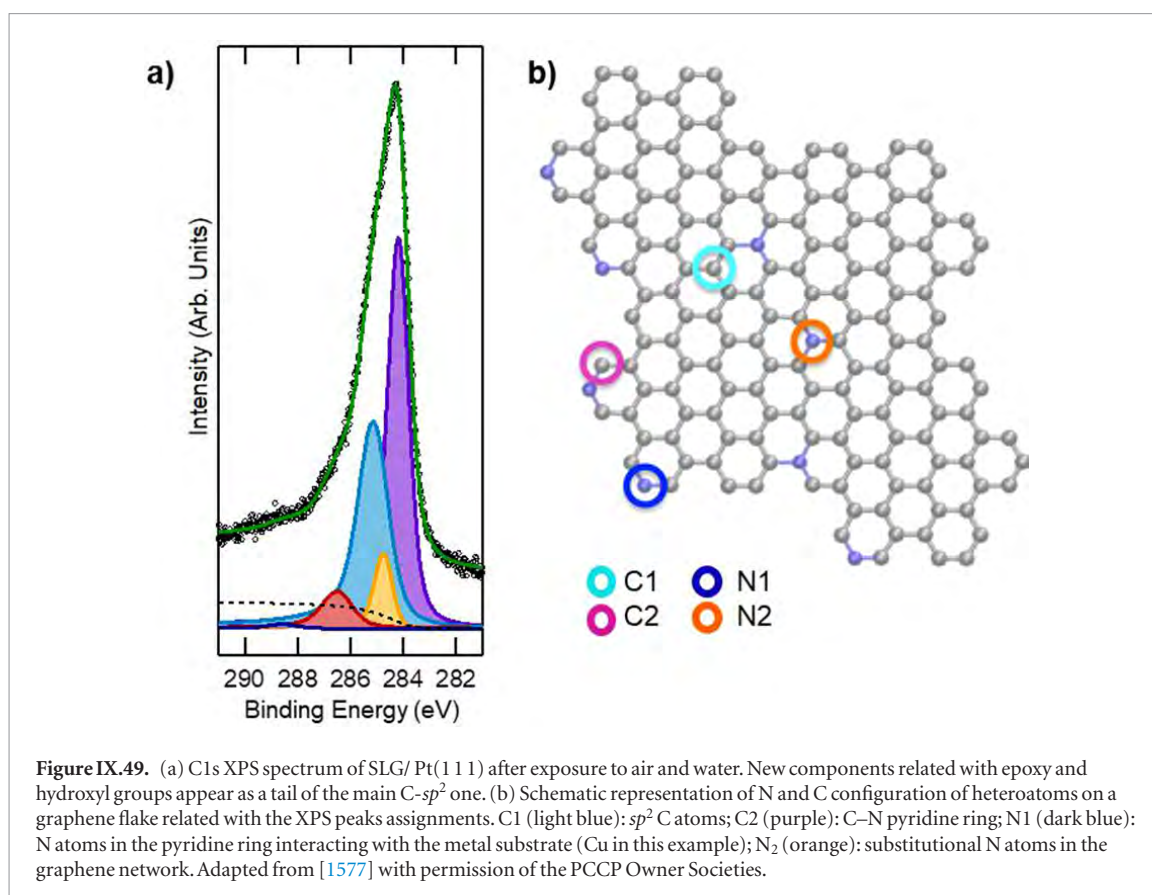 a)
b)
Intensity (Arb. Units)
290 288 286 284 282
Binding Energy (eV)
C1 N1
C2 N2
Figure IX.49. (a) C1s XPS spectrum of SLG/ Pt(1 1 1) after exposure to air and water. New components related with epoxy and
hydroxyl groups appear as a tail of the main C-sp² one. (b) Schematic representation of N and C configuration of heteroatoms on a
graphene flake related with the XPS peaks assignments. C1 (light blue): sp² C atoms; C2 (purple): C–N pyridine ring; N1 (dark blue):
N atoms in the pyridine ring interacting with the metal substrate (Cu in this example); N₂ (orange): substitutional N atoms in the
graphene network. Adapted from [1577] with permission of the PCCP Owner Societies.